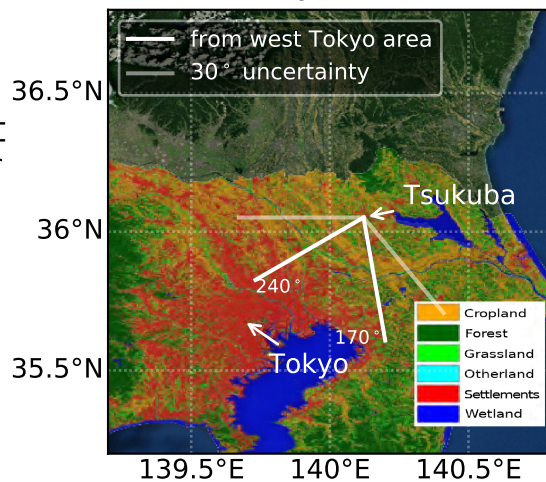 from west Tokyo area
30° uncertainty
36.5°N
Tsukuba
36°N
240°
170°
Tokyo
35.5°N
Cropland
Forest
Grassland
Otherland
Settlements
Wetland
139.5°E
140°E
140.5°E